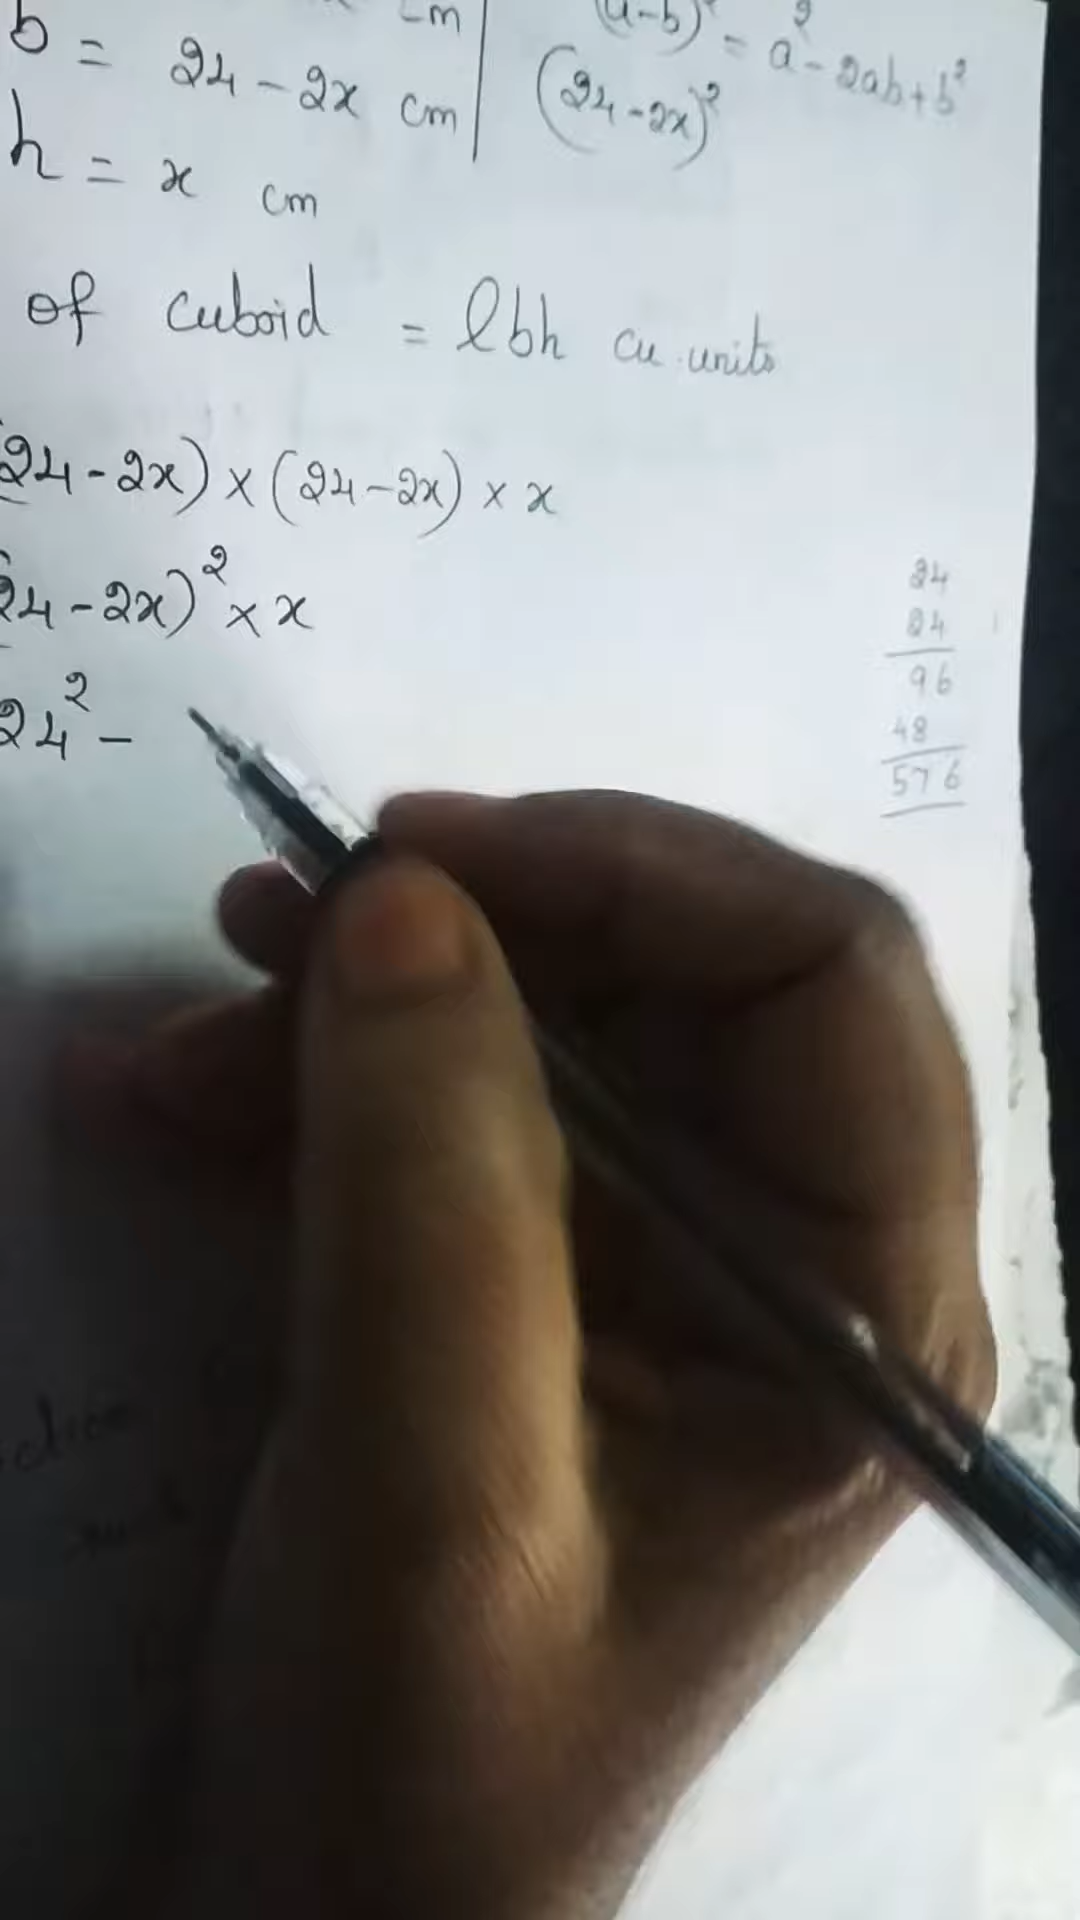 cm
(a-b)² = a² - 2ab + b²
b = 24 - 2x cm
(24-2x)²
h = x cm
of cuboid = lbh cu.units
24-2x) × (24-2x) × x
24-2x)² × x
24² -
24
24
96
48
576